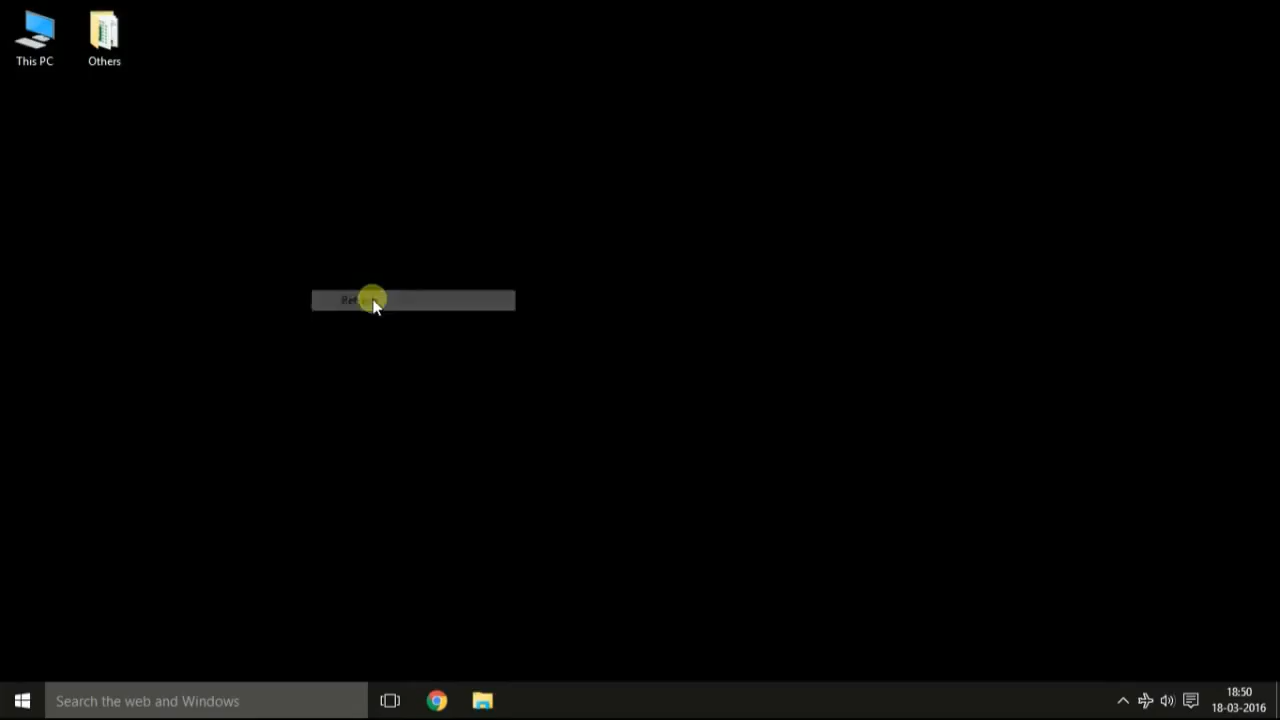 This PC
Others
Search the web and Windows
18:50
18-03-2016